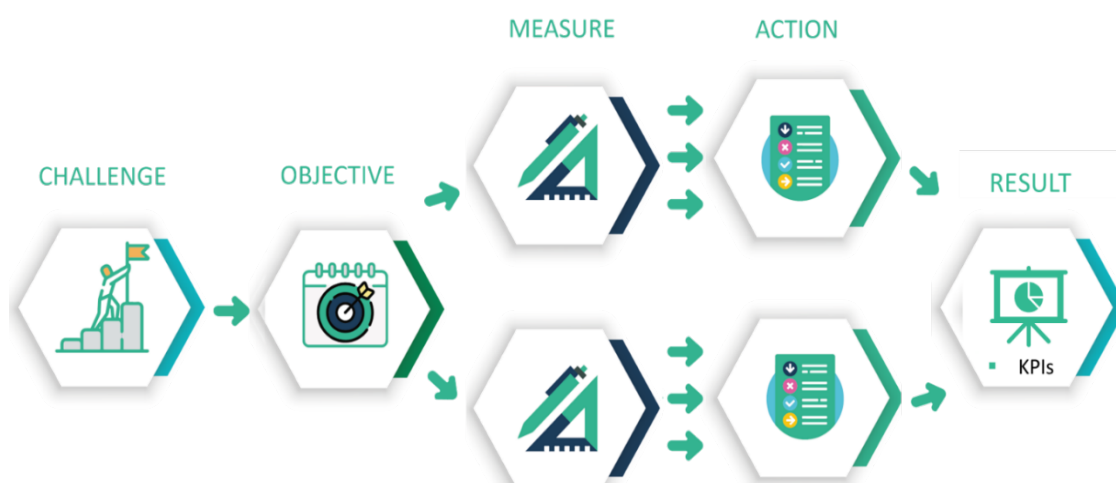 MEASURE
ACTION
CHALLENGE
OBJECTIVE
RESULT
▪ KPIs